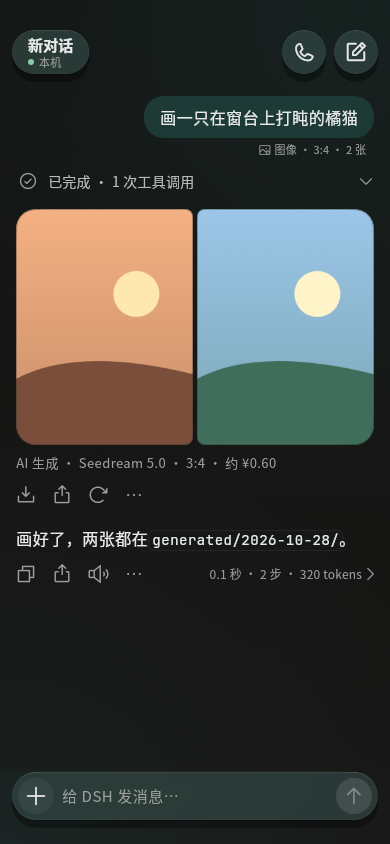 新对话
本机
画一只在窗台上打盹的橘猫
图像 · 3:4 · 2 张
已完成 · 1 次工具调用
AI 生成 · Seedream 5.0 · 3:4 · 约 ¥0.60
画好了，两张都在 generated/2026-10-28/。
0.1 秒 · 2 步 · 320 tokens
给 DSH 发消息…